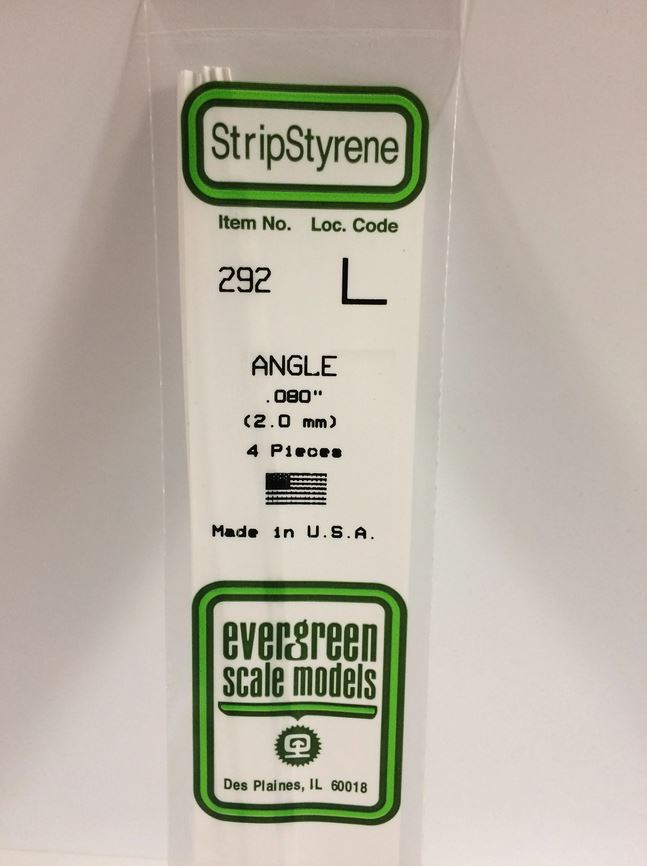 StripStyrene
Item No. Loc. Code
292 L
ANGLE
.080"
(2.0 mm)
4 Pieces
Made in U.S.A.
evergreen
scale models
Des Plaines, IL 60018